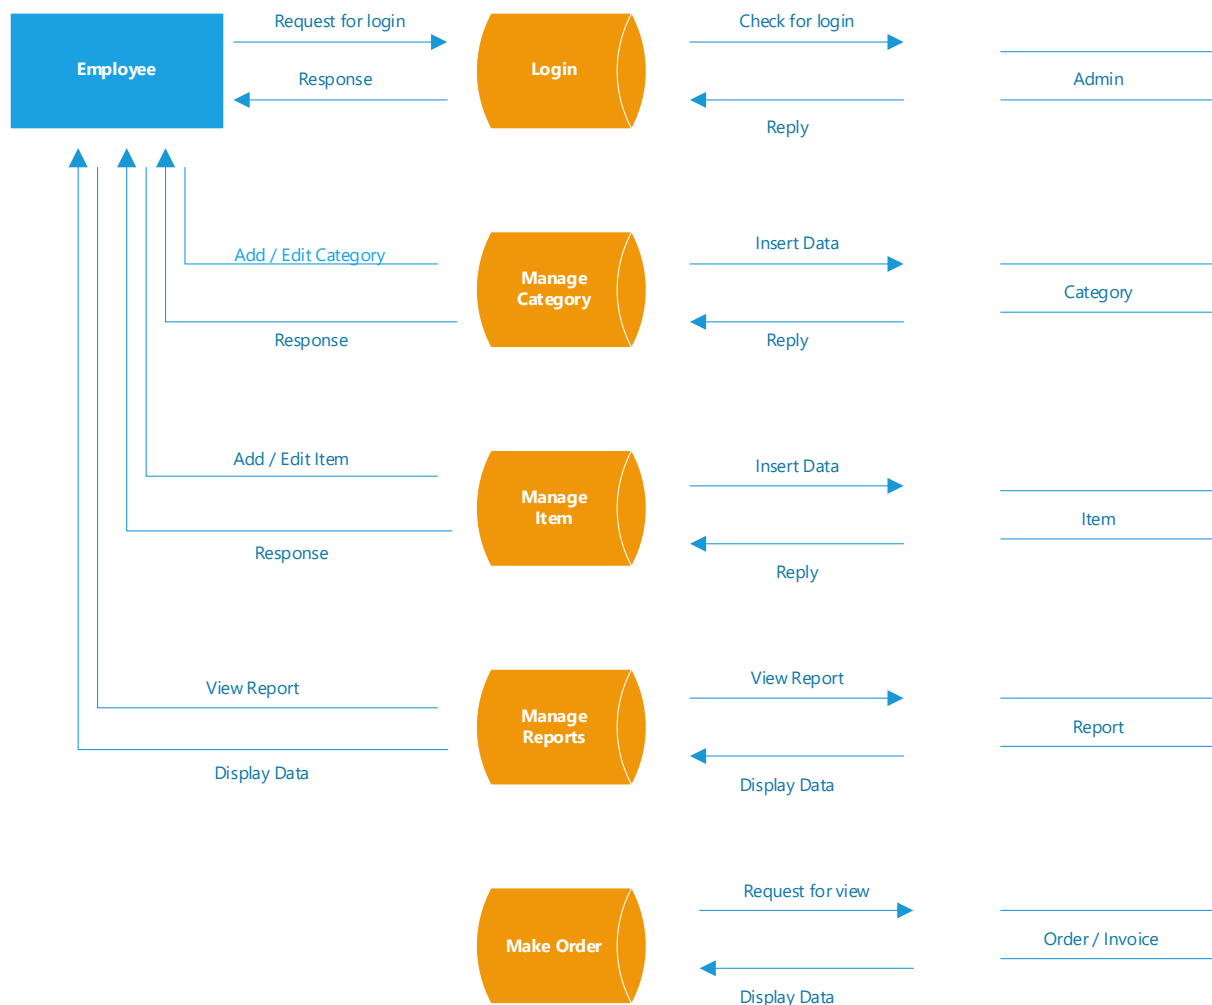 Request for login
Check for login
Employee
Login
Response
Admin
Reply
Add / Edit Category
Insert Data
Manage
Category
Category
Response
Reply
Add / Edit Item
Insert Data
Manage
Item
Item
Response
Reply
View Report
View Report
Manage
Reports
Report
Display Data
Display Data
Request for view
Make Order
Order / Invoice
Display Data